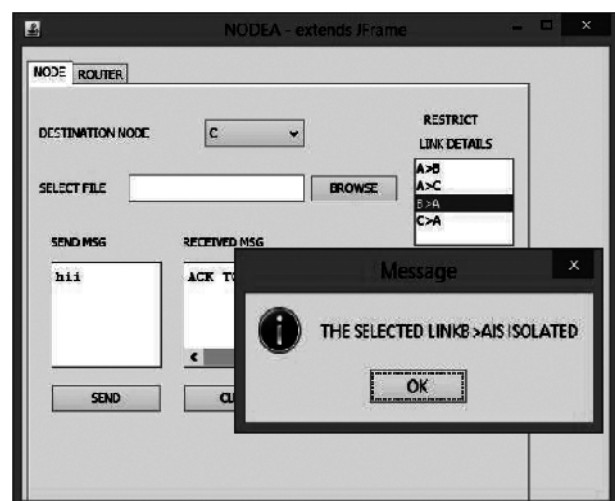 NODEA - extends JFrame
NODE ROUTER
DESTINATION NODE
C
RESTRICT
LINK DETAILS
A>B
A>C
B>A
C>A
SELECT FILE
BROWSE
SEND MSG
RECEIVED MSG
hii
ACK
Message
THE SELECTED LINKB >AIS ISOLATED
OK
SEND